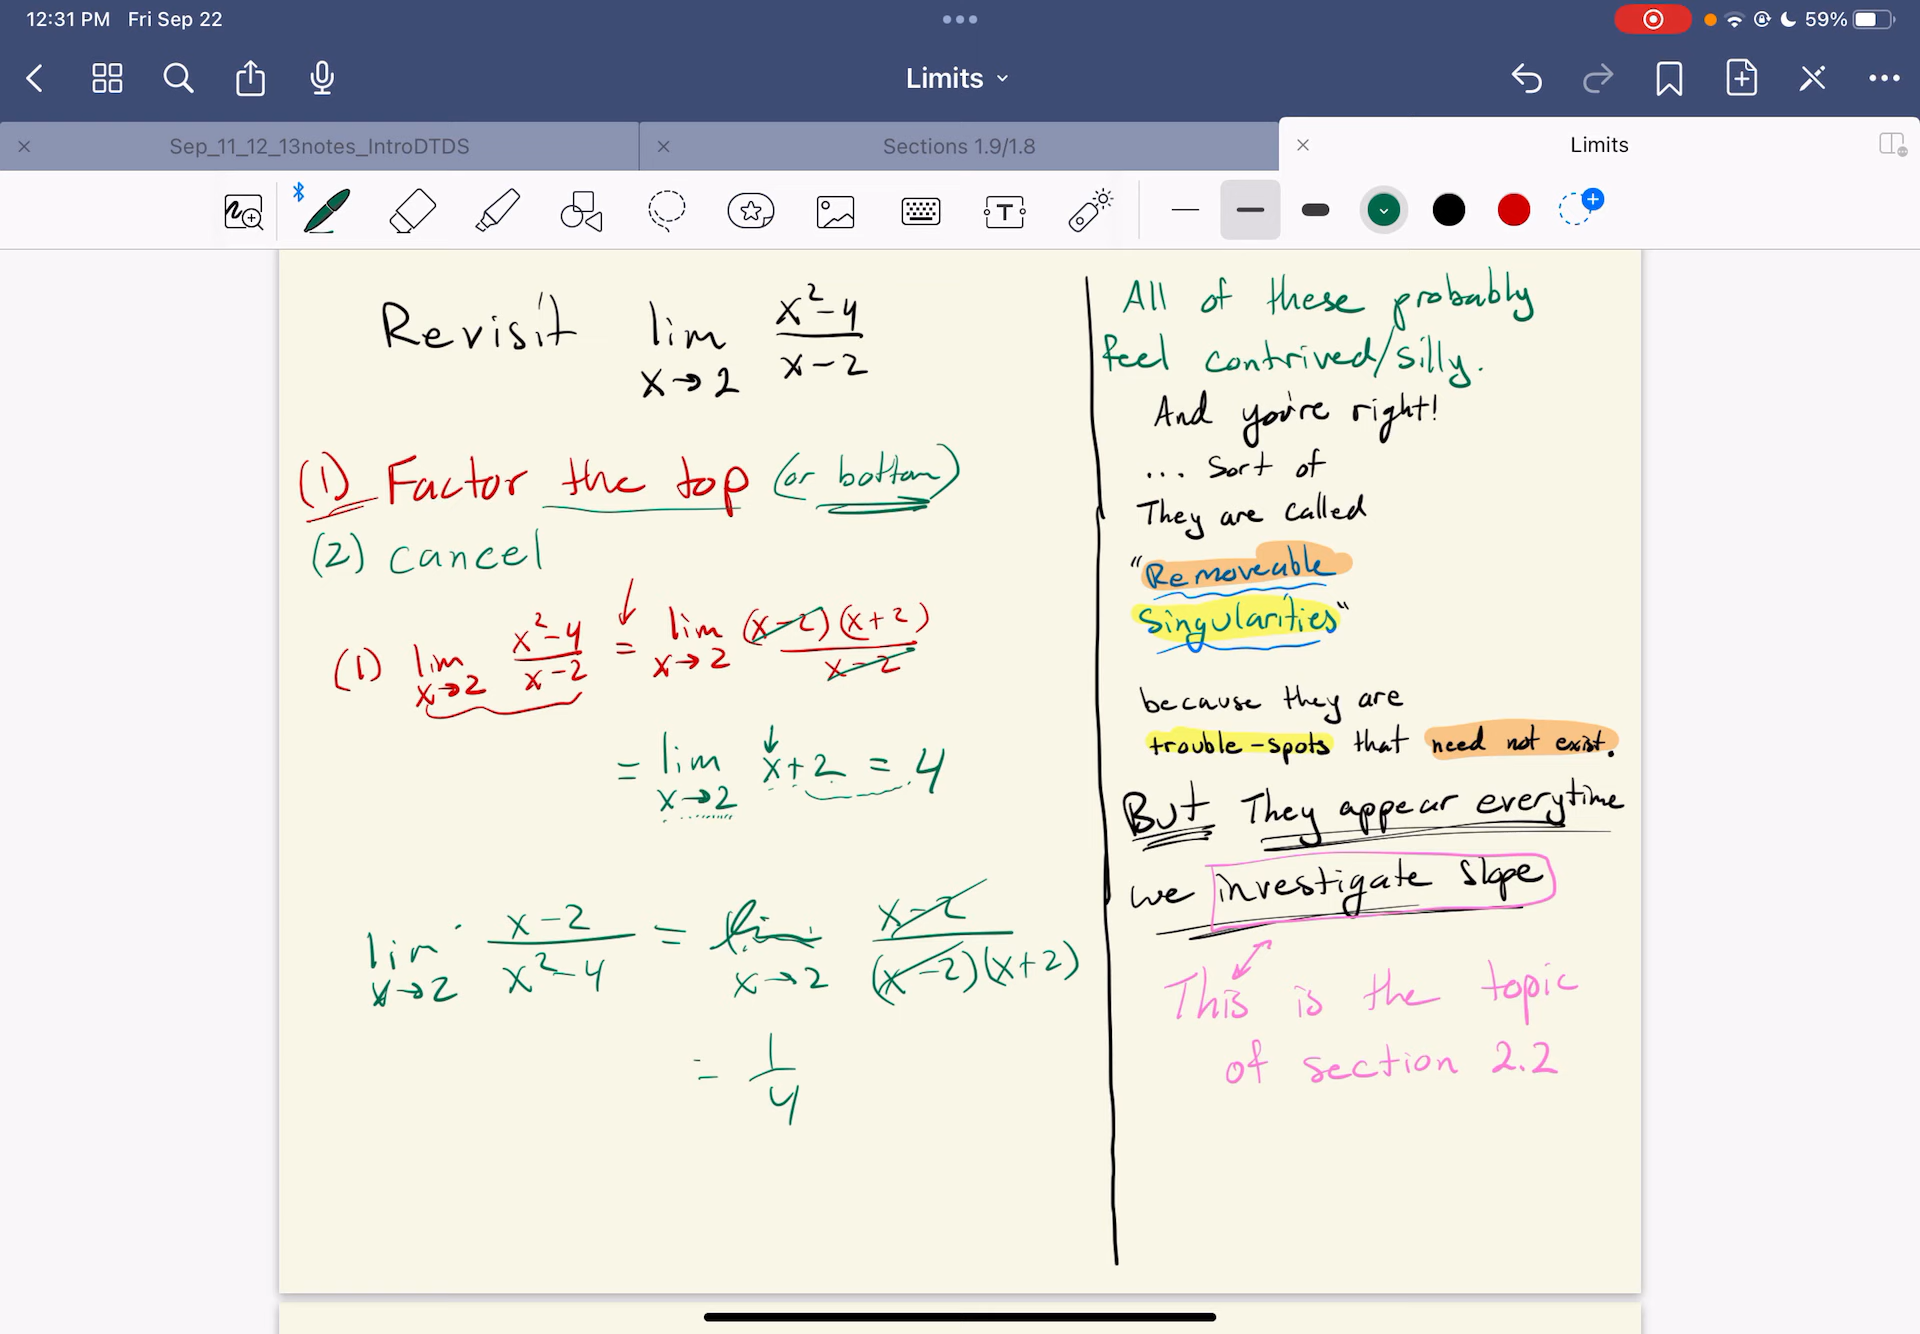 12:31 PM Fri Sep 22
59%
Limits
Sep_11_12_13notes_IntroDTDS
Sections 1.9/1.8
Limits
Revisit lim x→2 x²-4 / x-2
(1) Factor the top (or bottom)
(2) cancel
(1) lim x→2 x²-4 / x-2 = lim x→2 (x-2)(x+2) / x-2
= lim x→2 x+2 = 4
lim x→2 x-2 / x²-4 = lim x→2 x-2 / (x-2)(x+2)
= 1/4
All of these probably
feel contrived/silly.
And you're right!
... Sort of
They are called
"Removeable
Singularities"
because they are
trouble-spots that need not exist.
But They appear everytime
we investigate slope
This is the topic
of section 2.2